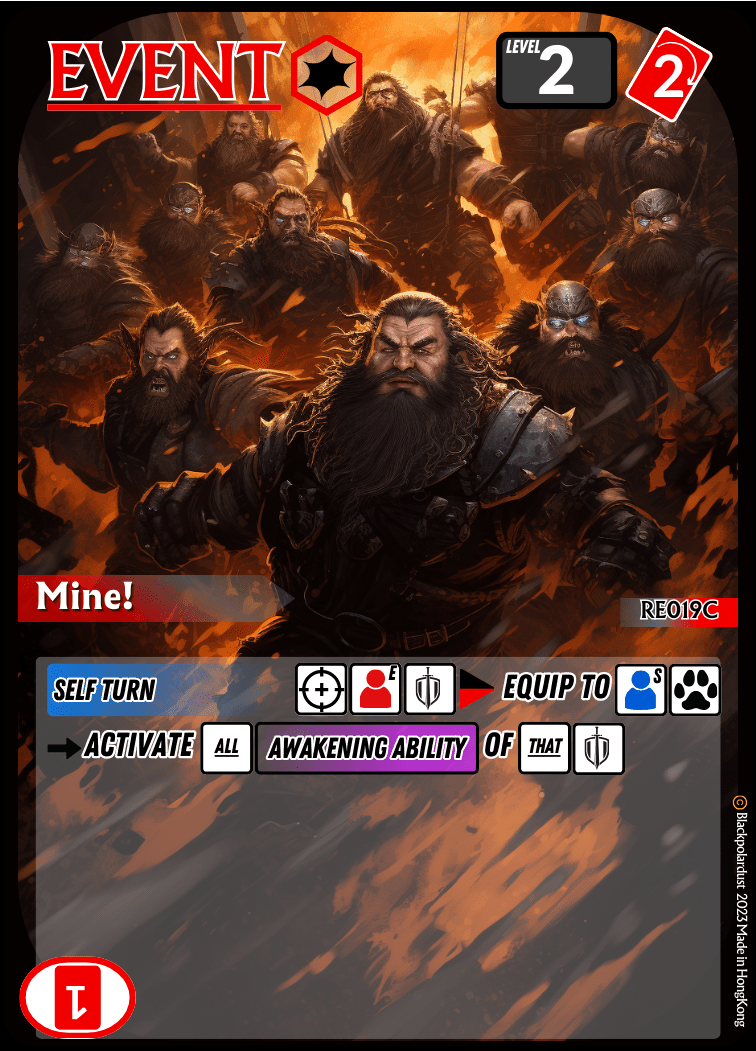 EVENT
LEVEL 2
2
Mine!
RE019C
SELF TURN E EQUIP TO S
ACTIVATE ALL AWAKENING ABILITY OF THAT
© Blackpolardust 2023 Made in HongKong
1